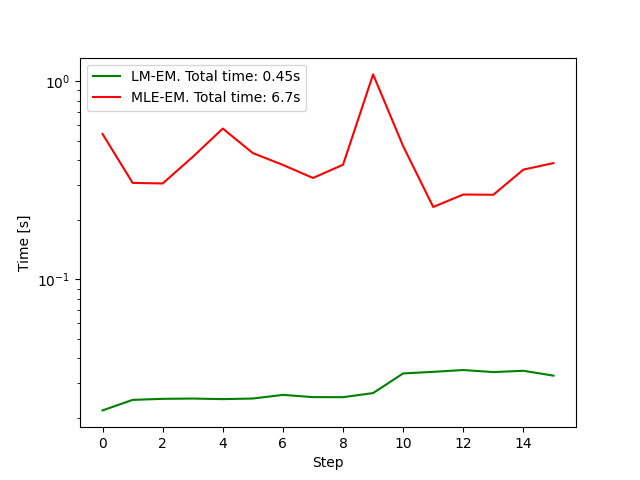 LM-EM. Total time: 0.45s
MLE-EM. Total time: 6.7s
10⁰
10⁻¹
Time [s]
0 2 4 6 8 10 12 14
Step